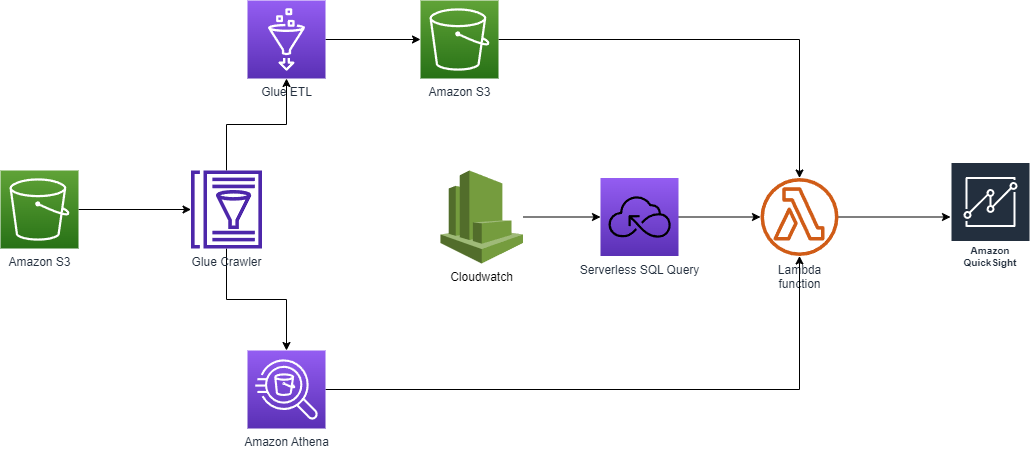 Glue ETL
Amazon S3
Amazon S3
Glue Crawler
Cloudwatch
Serverless SQL Query
Lambda
function
Amazon
QuickSight
Amazon Athena